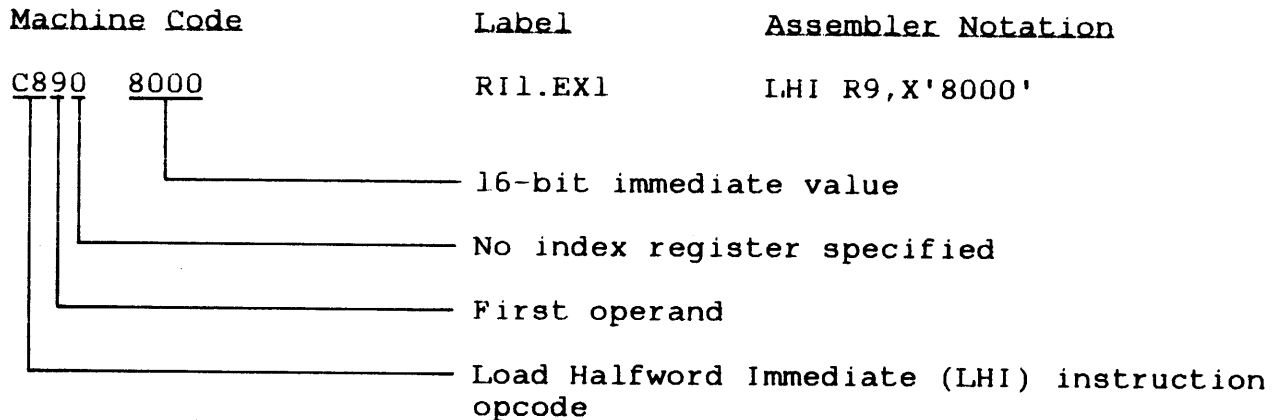 Machine Code Label Assembler Notation
C890 8000 RI1.EX1 LHI R9,X'8000'
16-bit immediate value
No index register specified
First operand
Load Halfword Immediate (LHI) instruction
opcode